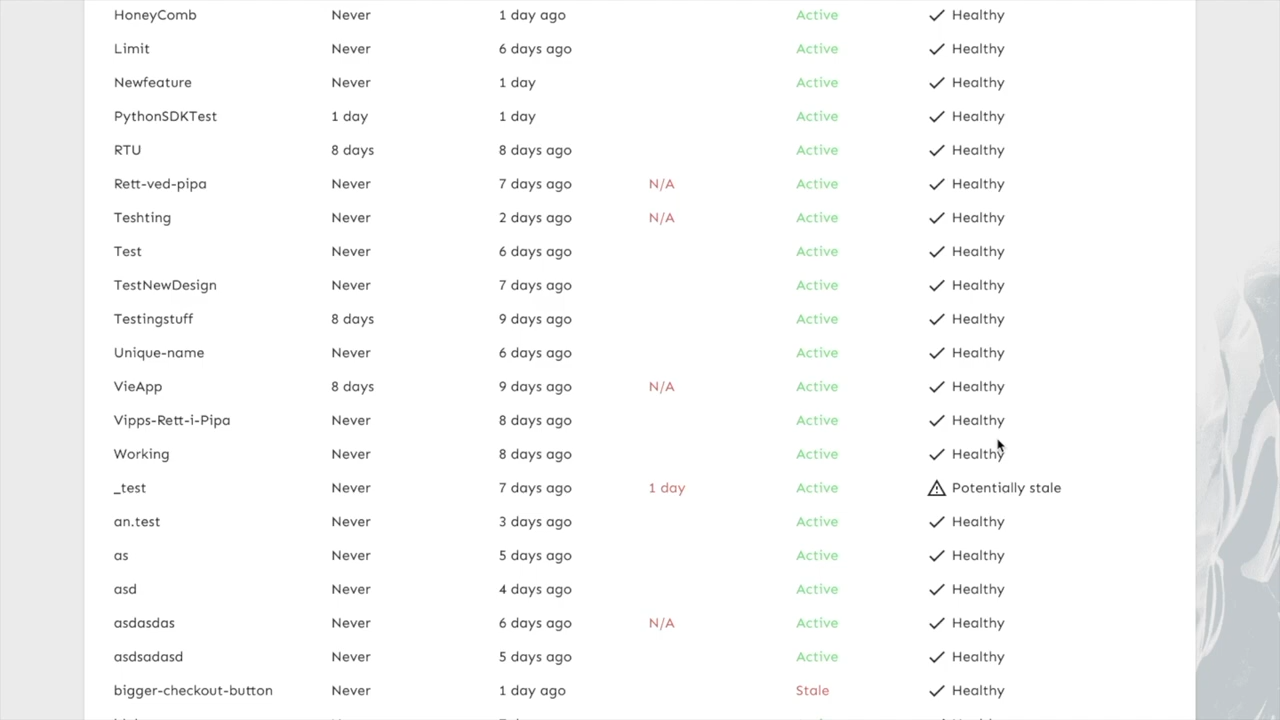 HoneyComb Never 1 day ago Active Healthy
Limit Never 6 days ago Active Healthy
Newfeature Never 1 day Active Healthy
PythonSDKTest 1 day 1 day Active Healthy
RTU 8 days 8 days ago Active Healthy
Rett-ved-pipa Never 7 days ago N/A Active Healthy
Teshting Never 2 days ago N/A Active Healthy
Test Never 6 days ago Active Healthy
TestNewDesign Never 7 days ago Active Healthy
Testingstuff 8 days 9 days ago Active Healthy
Unique-name Never 6 days ago Active Healthy
VieApp 8 days 9 days ago N/A Active Healthy
Vipps-Rett-i-Pipa Never 8 days ago Active Healthy
Working Never 8 days ago Active Healthy
_test Never 7 days ago 1 day Active Potentially stale
an.test Never 3 days ago Active Healthy
as Never 5 days ago Active Healthy
asd Never 4 days ago Active Healthy
asdasdas Never 6 days ago N/A Active Healthy
asdsadasd Never 5 days ago Active Healthy
bigger-checkout-button Never 1 day ago Stale Healthy